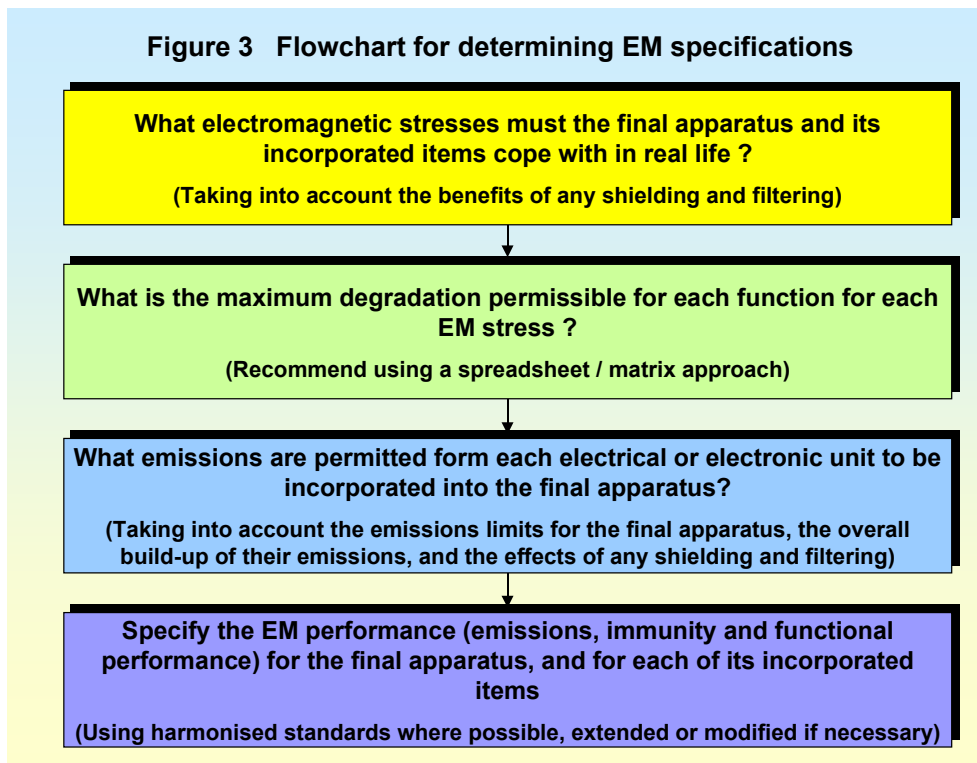 Figure 3   Flowchart for determining EM specifications
What electromagnetic stresses must the final apparatus and its
incorporated items cope with in real life ?
(Taking into account the benefits of any shielding and filtering)
What is the maximum degradation permissible for each function for each
EM stress ?
(Recommend using a spreadsheet / matrix approach)
What emissions are permitted form each electrical or electronic unit to be
incorporated into the final apparatus?
(Taking into account the emissions limits for the final apparatus, the overall
build-up of their emissions, and the effects of any shielding and filtering)
Specify the EM performance (emissions, immunity and functional
performance) for the final apparatus, and for each of its incorporated
items
(Using harmonised standards where possible, extended or modified if necessary)